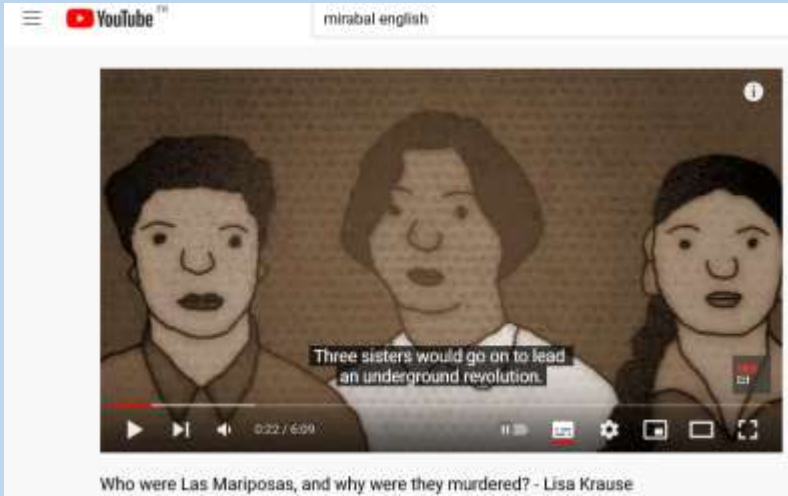 YouTube
mirabal english
Three sisters would go on to lead
an underground revolution.
0:22 / 6:09
Who were Las Mariposas, and why were they murdered? - Lisa Krause